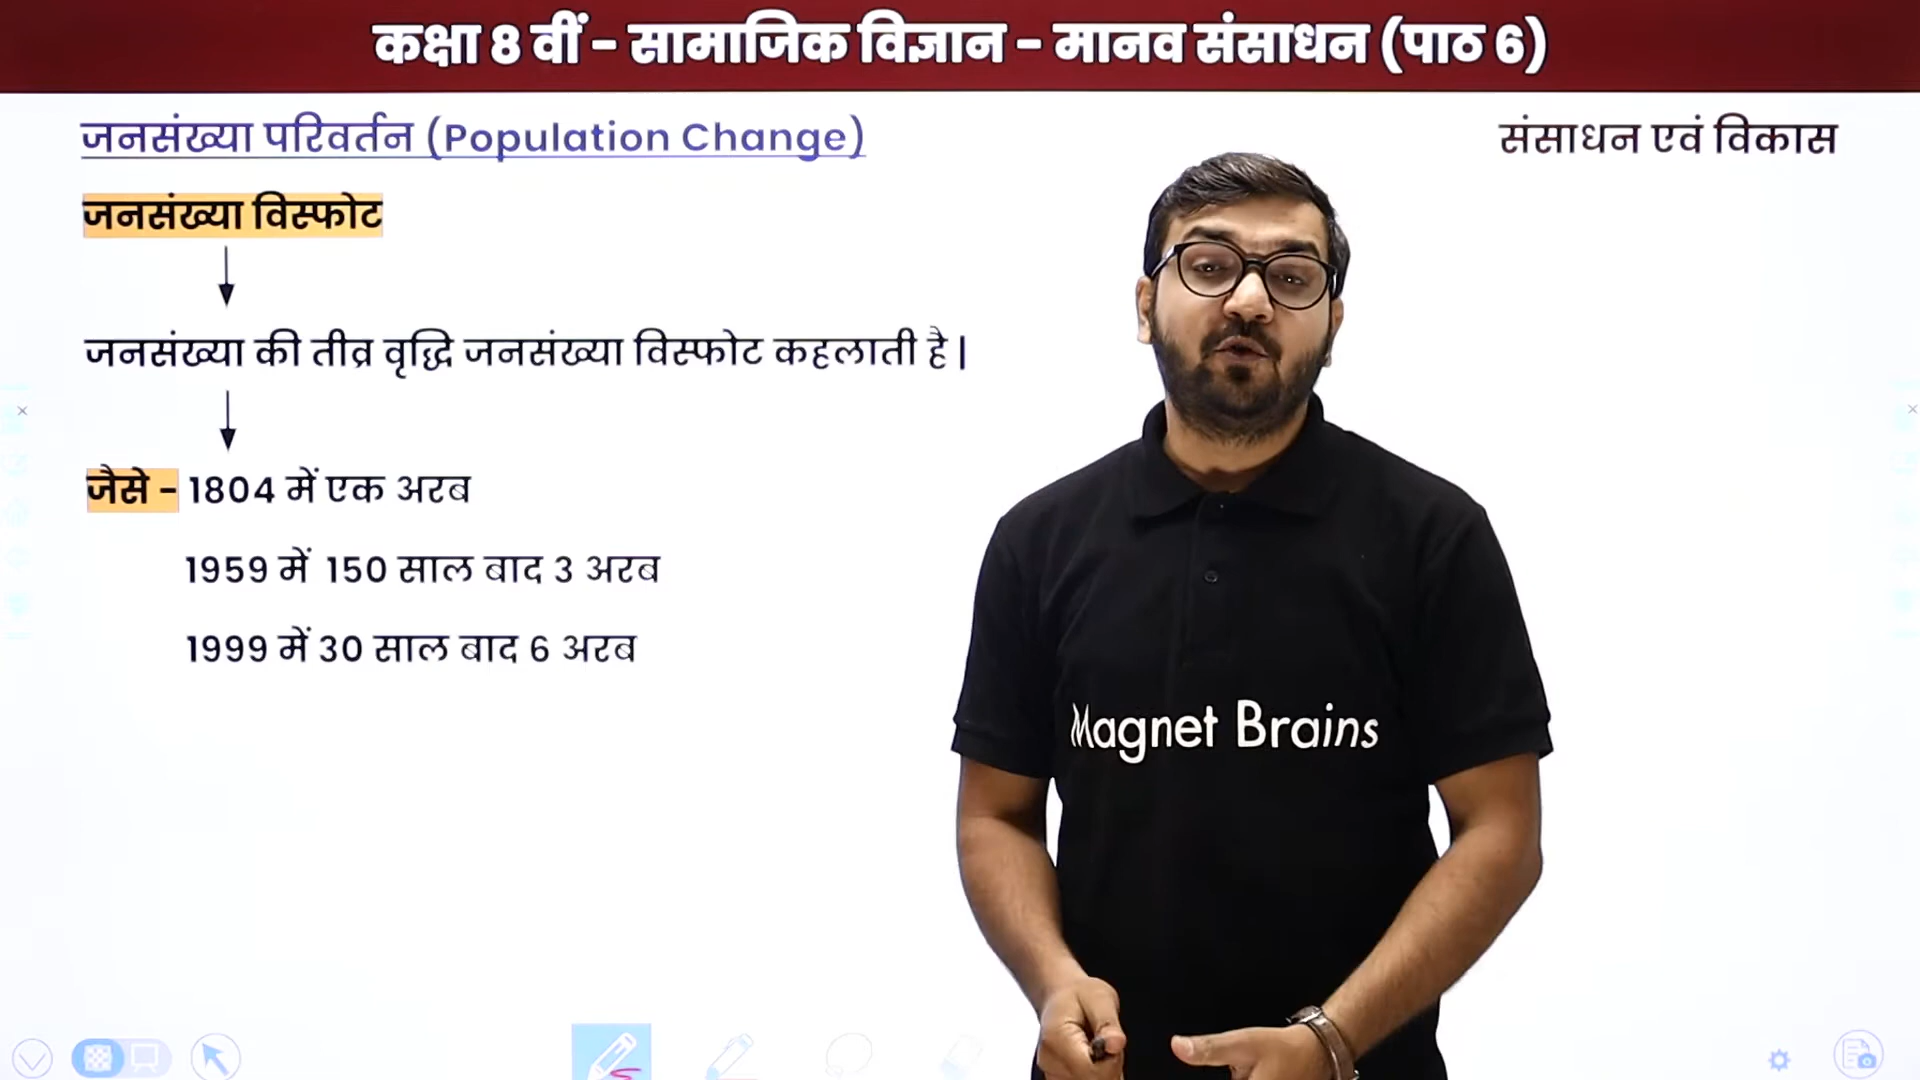 कक्षा 8 वीं - सामाजिक विज्ञान - मानव संसाधन (पाठ 6)
जनसंख्या परिवर्तन (Population Change)
संसाधन एवं विकास
जनसंख्या विस्फोट
जनसंख्या की तीव्र वृद्धि जनसंख्या विस्फोट कहलाती है |
जैसे - 1804 में एक अरब
1959 में 150 साल बाद 3 अरब
1999 में 30 साल बाद 6 अरब
Magnet Brains